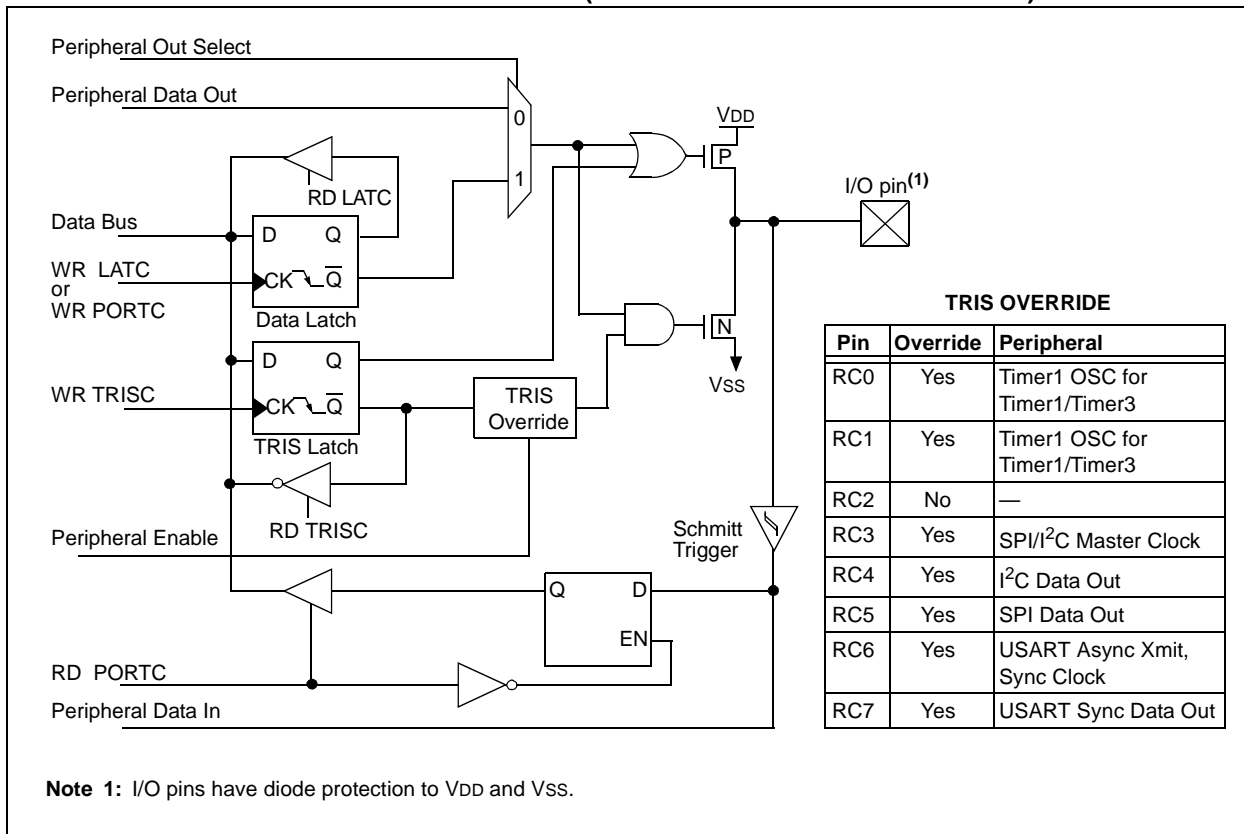 Peripheral Out Select
Peripheral Data Out
0
1
VDD
P
I/O pin(1)
RD LATC
Data Bus
D Q
WR LATC
or
WR PORTC
CK Q̅
Data Latch
N
VSS
D Q
WR TRISC
CK Q̅
TRIS Latch
TRIS
Override
RD TRISC
Peripheral Enable
Schmitt
Trigger
Q D
EN
RD PORTC
Peripheral Data In
TRIS OVERRIDE
Pin Override Peripheral
RC0 Yes Timer1 OSC for
Timer1/Timer3
RC1 Yes Timer1 OSC for
Timer1/Timer3
RC2 No —
RC3 Yes SPI/I²C Master Clock
RC4 Yes I²C Data Out
RC5 Yes SPI Data Out
RC6 Yes USART Async Xmit,
Sync Clock
RC7 Yes USART Sync Data Out
Note 1: I/O pins have diode protection to VDD and VSS.